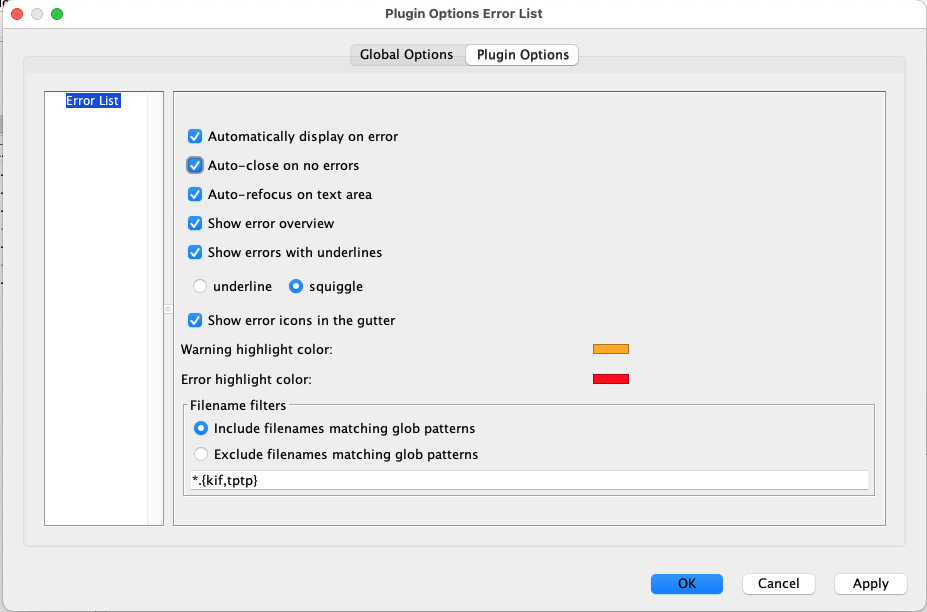 Plugin Options Error List
Global Options Plugin Options
Error List
Automatically display on error
Auto-close on no errors
Auto-refocus on text area
Show error overview
Show errors with underlines
underline squiggle
Show error icons in the gutter
Warning highlight color:
Error highlight color:
Filename filters
Include filenames matching glob patterns
Exclude filenames matching glob patterns
*.{kif,tptp}
OK Cancel Apply